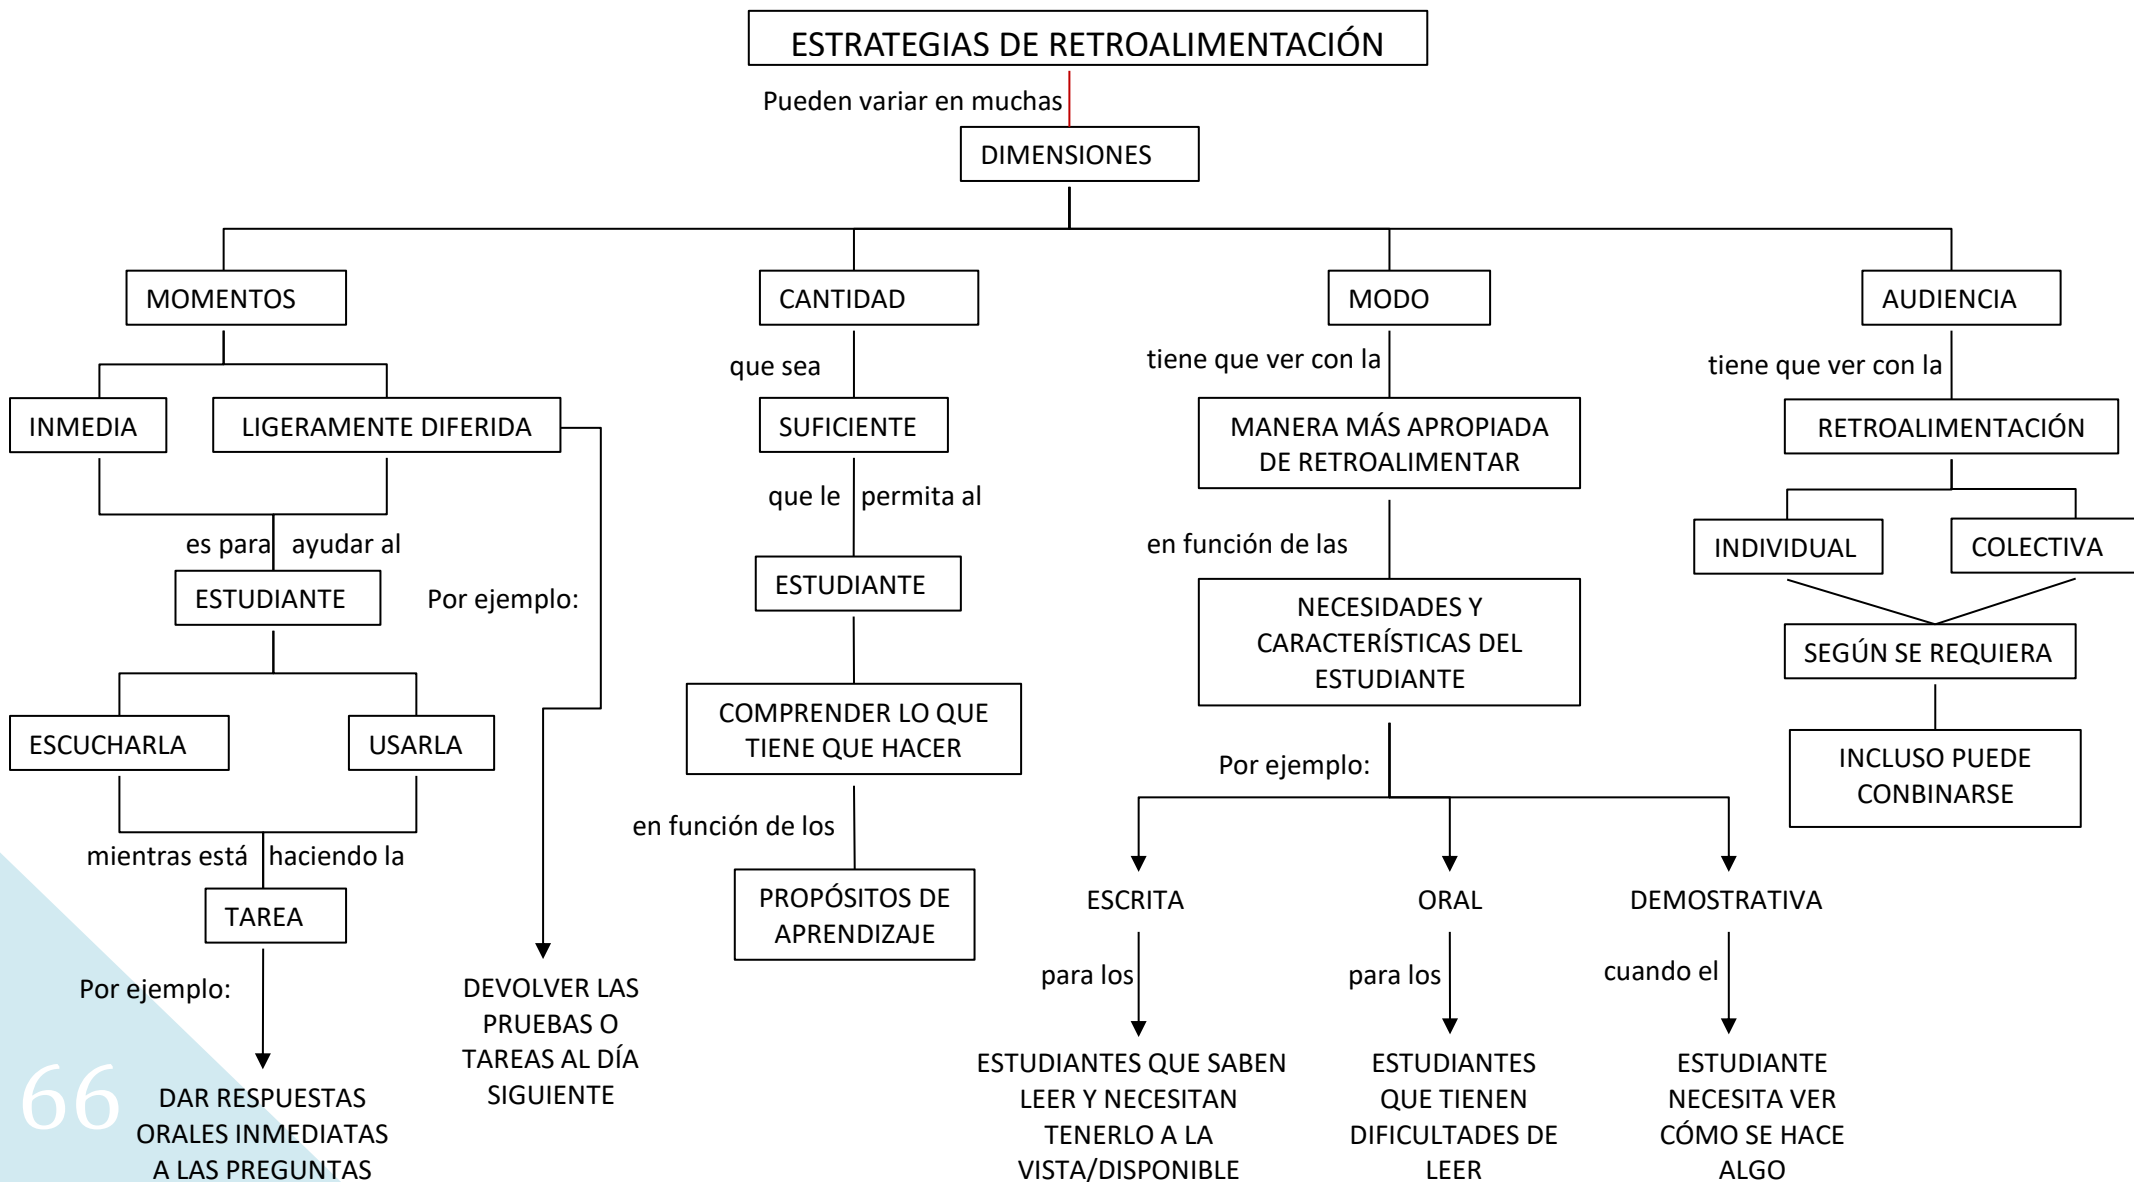 ESTRATEGIAS DE RETROALIMENTACIÓN
Pueden variar en muchas
DIMENSIONES
MOMENTOS
INMEDIA
LIGERAMENTE DIFERIDA
es para ayudar al
ESTUDIANTE
Por ejemplo:
ESCUCHARLA
USARLA
mientras está haciendo la
TAREA
Por ejemplo:
DAR RESPUESTAS
ORALES INMEDIATAS
A LAS PREGUNTAS
DEVOLVER LAS
PRUEBAS O
TAREAS AL DÍA
SIGUIENTE
CANTIDAD
que sea
SUFICIENTE
que le permita al
ESTUDIANTE
COMPRENDER LO QUE
TIENE QUE HACER
en función de los
PROPÓSITOS DE
APRENDIZAJE
MODO
tiene que ver con la
MANERA MÁS APROPIADA
DE RETROALIMENTAR
en función de las
NECESIDADES Y
CARACTERÍSTICAS DEL
ESTUDIANTE
Por ejemplo:
ESCRITA
para los
ESTUDIANTES QUE SABEN
LEER Y NECESITAN
TENERLO A LA
VISTA/DISPONIBLE
ORAL
para los
ESTUDIANTES
QUE TIENEN
DIFICULTADES DE
LEER
DEMOSTRATIVA
cuando el
ESTUDIANTE
NECESITA VER
CÓMO SE HACE
ALGO
AUDIENCIA
tiene que ver con la
RETROALIMENTACIÓN
INDIVIDUAL
COLECTIVA
SEGÚN SE REQUIERA
INCLUSO PUEDE
CONBINARSE
66